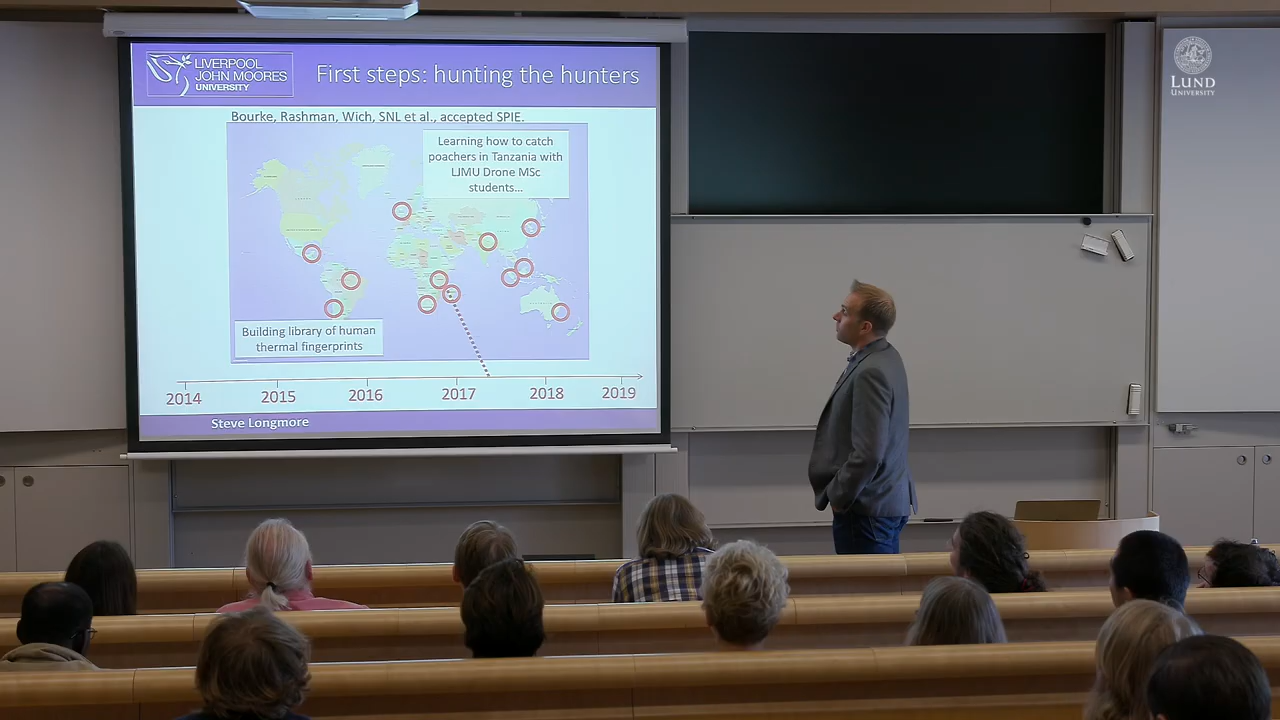 LIVERPOOL
JOHN MOORES
UNIVERSITY
First steps: hunting the hunters
Bourke, Rashman, Wich, SNL et al., accepted SPIE.
Learning how to catch
poachers in Tanzania with
LJMU Drone MSc
students...
Building library of human
thermal fingerprints
2014 2015 2016 2017 2018 2019
Steve Longmore
LUND
UNIVERSITY